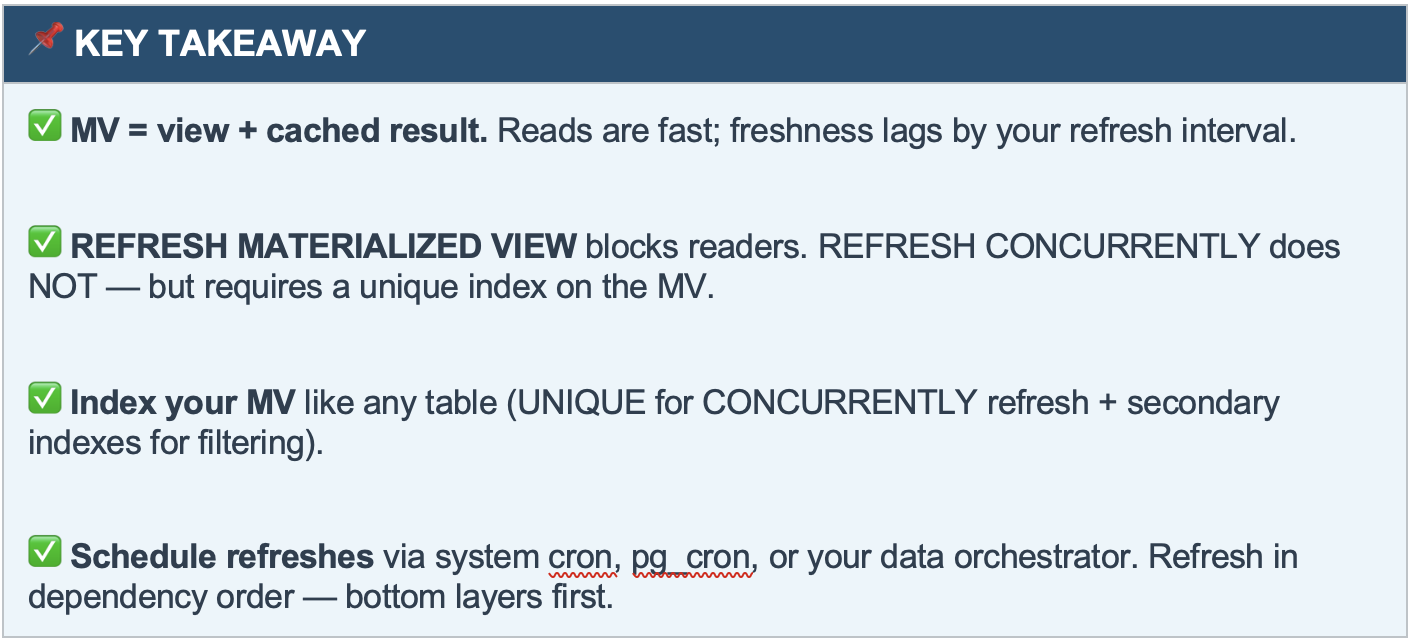 📌 KEY TAKEAWAY
✅ MV = view + cached result. Reads are fast; freshness lags by your refresh interval.
✅ REFRESH MATERIALIZED VIEW blocks readers. REFRESH CONCURRENTLY does
NOT — but requires a unique index on the MV.
✅ Index your MV like any table (UNIQUE for CONCURRENTLY refresh + secondary
indexes for filtering).
✅ Schedule refreshes via system cron, pg_cron, or your data orchestrator. Refresh in
dependency order — bottom layers first.